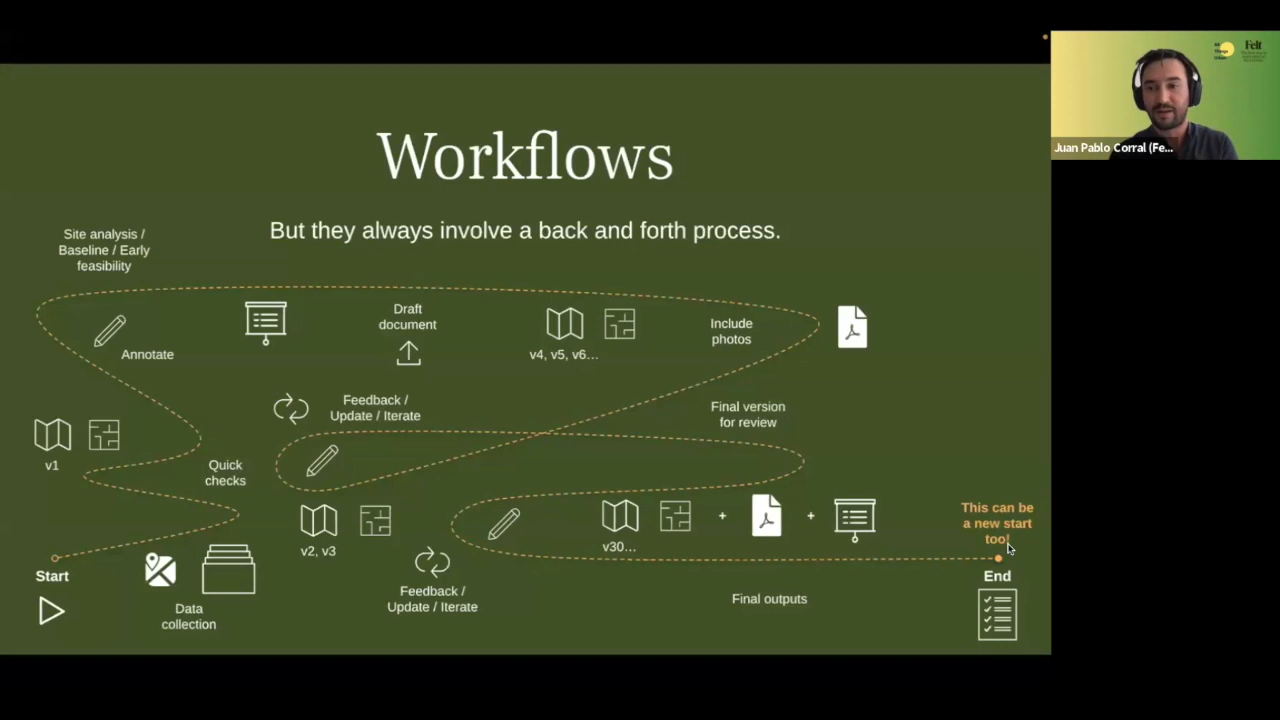 Felt
Juan Pablo Corral (Fe...
Workflows
But they always involve a back and forth process.
Site analysis /
Baseline / Early
feasibility
Annotate
Draft
document
v4, v5, v6...
Include
photos
Feedback /
Update / Iterate
Final version
for review
v1
Quick
checks
v2, v3
v30...
+
+
This can be
a new start
too!
Start
Data
collection
Feedback /
Update / Iterate
Final outputs
End